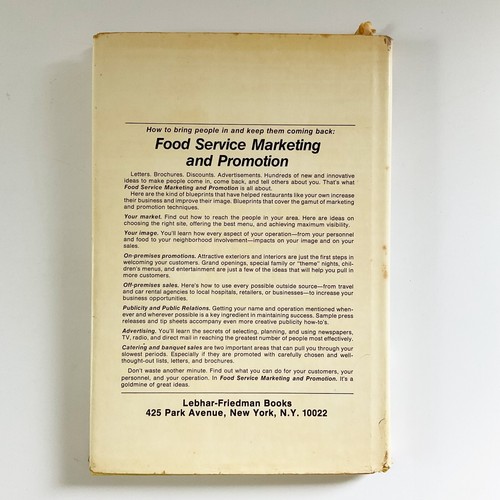 How to bring people in and keep them coming back:
Food Service Marketing
and Promotion
Letters. Brochures. Discounts. Advertisements. Hundreds of new and innovative
ideas to make people come in, come back, and tell others about you. That's what
Food Service Marketing and Promotion is all about.
Here are the kind of blueprints that have helped restaurants like your own increase
their business and improve their image. Blueprints that cover the gamut of marketing
and promotion techniques.
Your market. Find out how to reach the people in your area. Here are ideas on
choosing the right site, offering the best menu, and achieving maximum visibility.
Your image. You'll learn how every aspect of your operation—from your personnel
and food to your neighborhood involvement—impacts on your image and on your
sales.
On-premises promotions. Attractive exteriors and interiors are just the first steps in
welcoming your customers. Grand openings, special family or "theme" nights, chil-
dren's menus, and entertainment are just a few of the ideas that will help you pull in
more customers.
Off-premises sales. Here's how to use every possible outside source—from travel
and car rental agencies to local hospitals, retailers, or businesses—to increase your
business opportunities.
Publicity and Public Relations. Getting your name and operation mentioned when-
ever and wherever possible is a key ingredient in maintaining success. Sample press
releases and tip sheets accompany even more creative publicity how-to's.
Advertising. You'll learn the secrets of selecting, planning, and using newspapers,
TV, radio, and direct mail in reaching the greatest number of people most effectively.
Catering and banquet sales are two important areas that can pull you through your
slowest periods. Especially if they are promoted with carefully chosen and well-
thought-out lists, letters, and brochures.
Don't waste another minute. Find out what you can do for your customers, your
personnel, and your operation. In Food Service Marketing and Promotion. It's a
goldmine of great ideas.
Lebhar-Friedman Books
425 Park Avenue, New York, N.Y. 10022